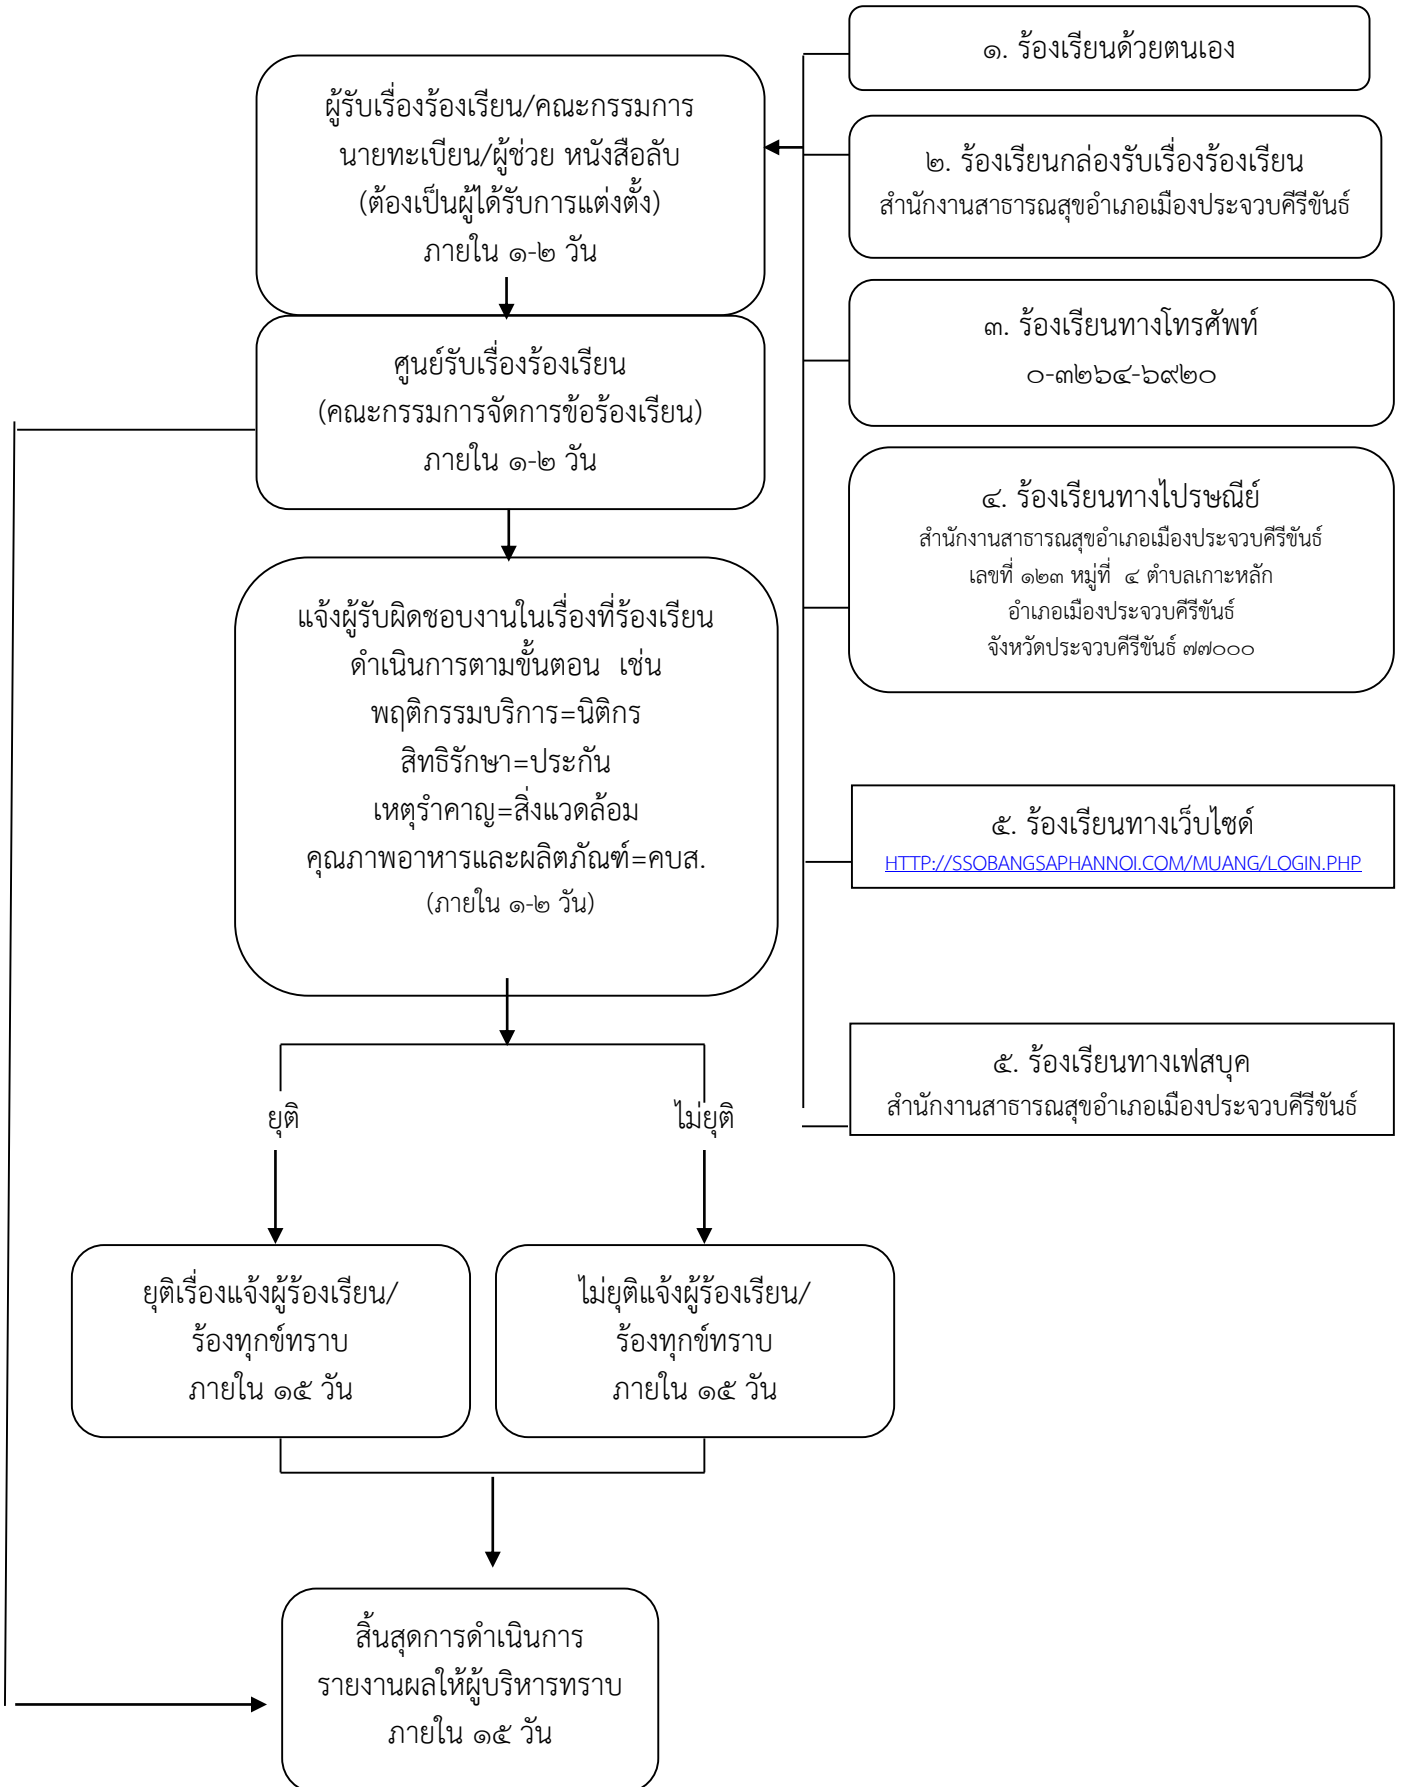 ๑. ร้องเรียนด้วยตนเอง
ผู้รับเรื่องร้องเรียน/คณะกรรมการ
นายทะเบียน/ผู้ช่วย หนังสือลับ
(ต้องเป็นผู้ได้รับการแต่งตั้ง)
ภายใน ๑-๒ วัน
๒. ร้องเรียนกล่องรับเรื่องร้องเรียน
สำนักงานสาธารณสุขอำเภอเมืองประจวบคีรีขันธ์
๓. ร้องเรียนทางโทรศัพท์
๐-๓๒๖๔-๖๙๒๐
ศูนย์รับเรื่องร้องเรียน
(คณะกรรมการจัดการข้อร้องเรียน)
ภายใน ๑-๒ วัน
๔. ร้องเรียนทางไปรษณีย์
สำนักงานสาธารณสุขอำเภอเมืองประจวบคีรีขันธ์
เลขที่ ๑๒๓ หมู่ที่ ๔ ตำบลเกาะหลัก
อำเภอเมืองประจวบคีรีขันธ์
จังหวัดประจวบคีรีขันธ์ ๗๗๐๐๐
แจ้งผู้รับผิดชอบงานในเรื่องที่ร้องเรียน
ดำเนินการตามขั้นตอน เช่น
พฤติกรรมบริการ=นิติกร
สิทธิรักษา=ประกัน
เหตุรำคาญ=สิ่งแวดล้อม
คุณภาพอาหารและผลิตภัณฑ์=คบส.
(ภายใน ๑-๒ วัน)
๕. ร้องเรียนทางเว็บไซด์
HTTP://SSOBANGSAPHANNOI.COM/MUANG/LOGIN.PHP
๕. ร้องเรียนทางเฟสบุค
สำนักงานสาธารณสุขอำเภอเมืองประจวบคีรีขันธ์
ยุติ
ไม่ยุติ
ยุติเรื่องแจ้งผู้ร้องเรียน/
ร้องทุกข์ทราบ
ภายใน ๑๕ วัน
ไม่ยุติแจ้งผู้ร้องเรียน/
ร้องทุกข์ทราบ
ภายใน ๑๕ วัน
สิ้นสุดการดำเนินการ
รายงานผลให้ผู้บริหารทราบ
ภายใน ๑๕ วัน